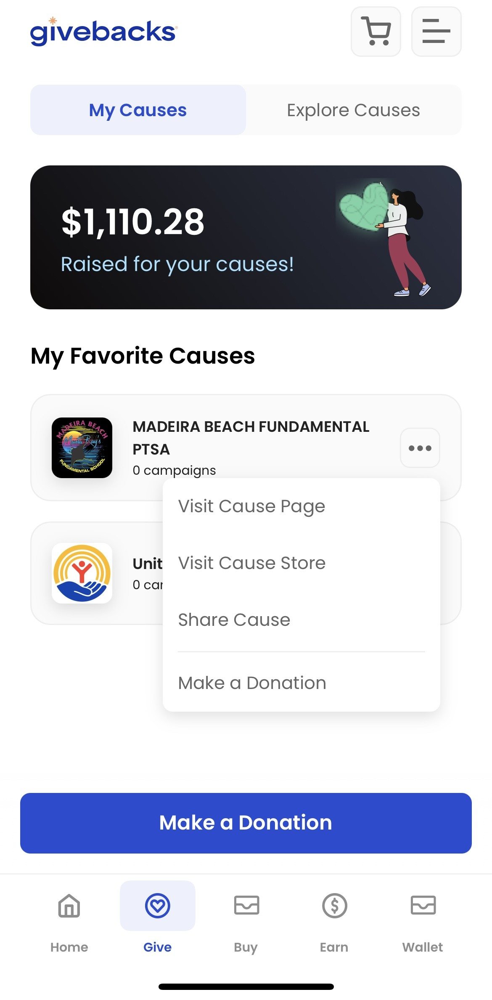 givebacks
My Causes
Explore Causes
$1,110.28
Raised for your causes!
My Favorite Causes
MADEIRA BEACH
Manta Ray's
FUNDAMENTAL SCHOOL
MADEIRA BEACH FUNDAMENTAL
PTSA
0 campaigns
Visit Cause Page
Visit Cause Store
Unit
0 car
Share Cause
Make a Donation
Make a Donation
Home
Give
Buy
Earn
Wallet